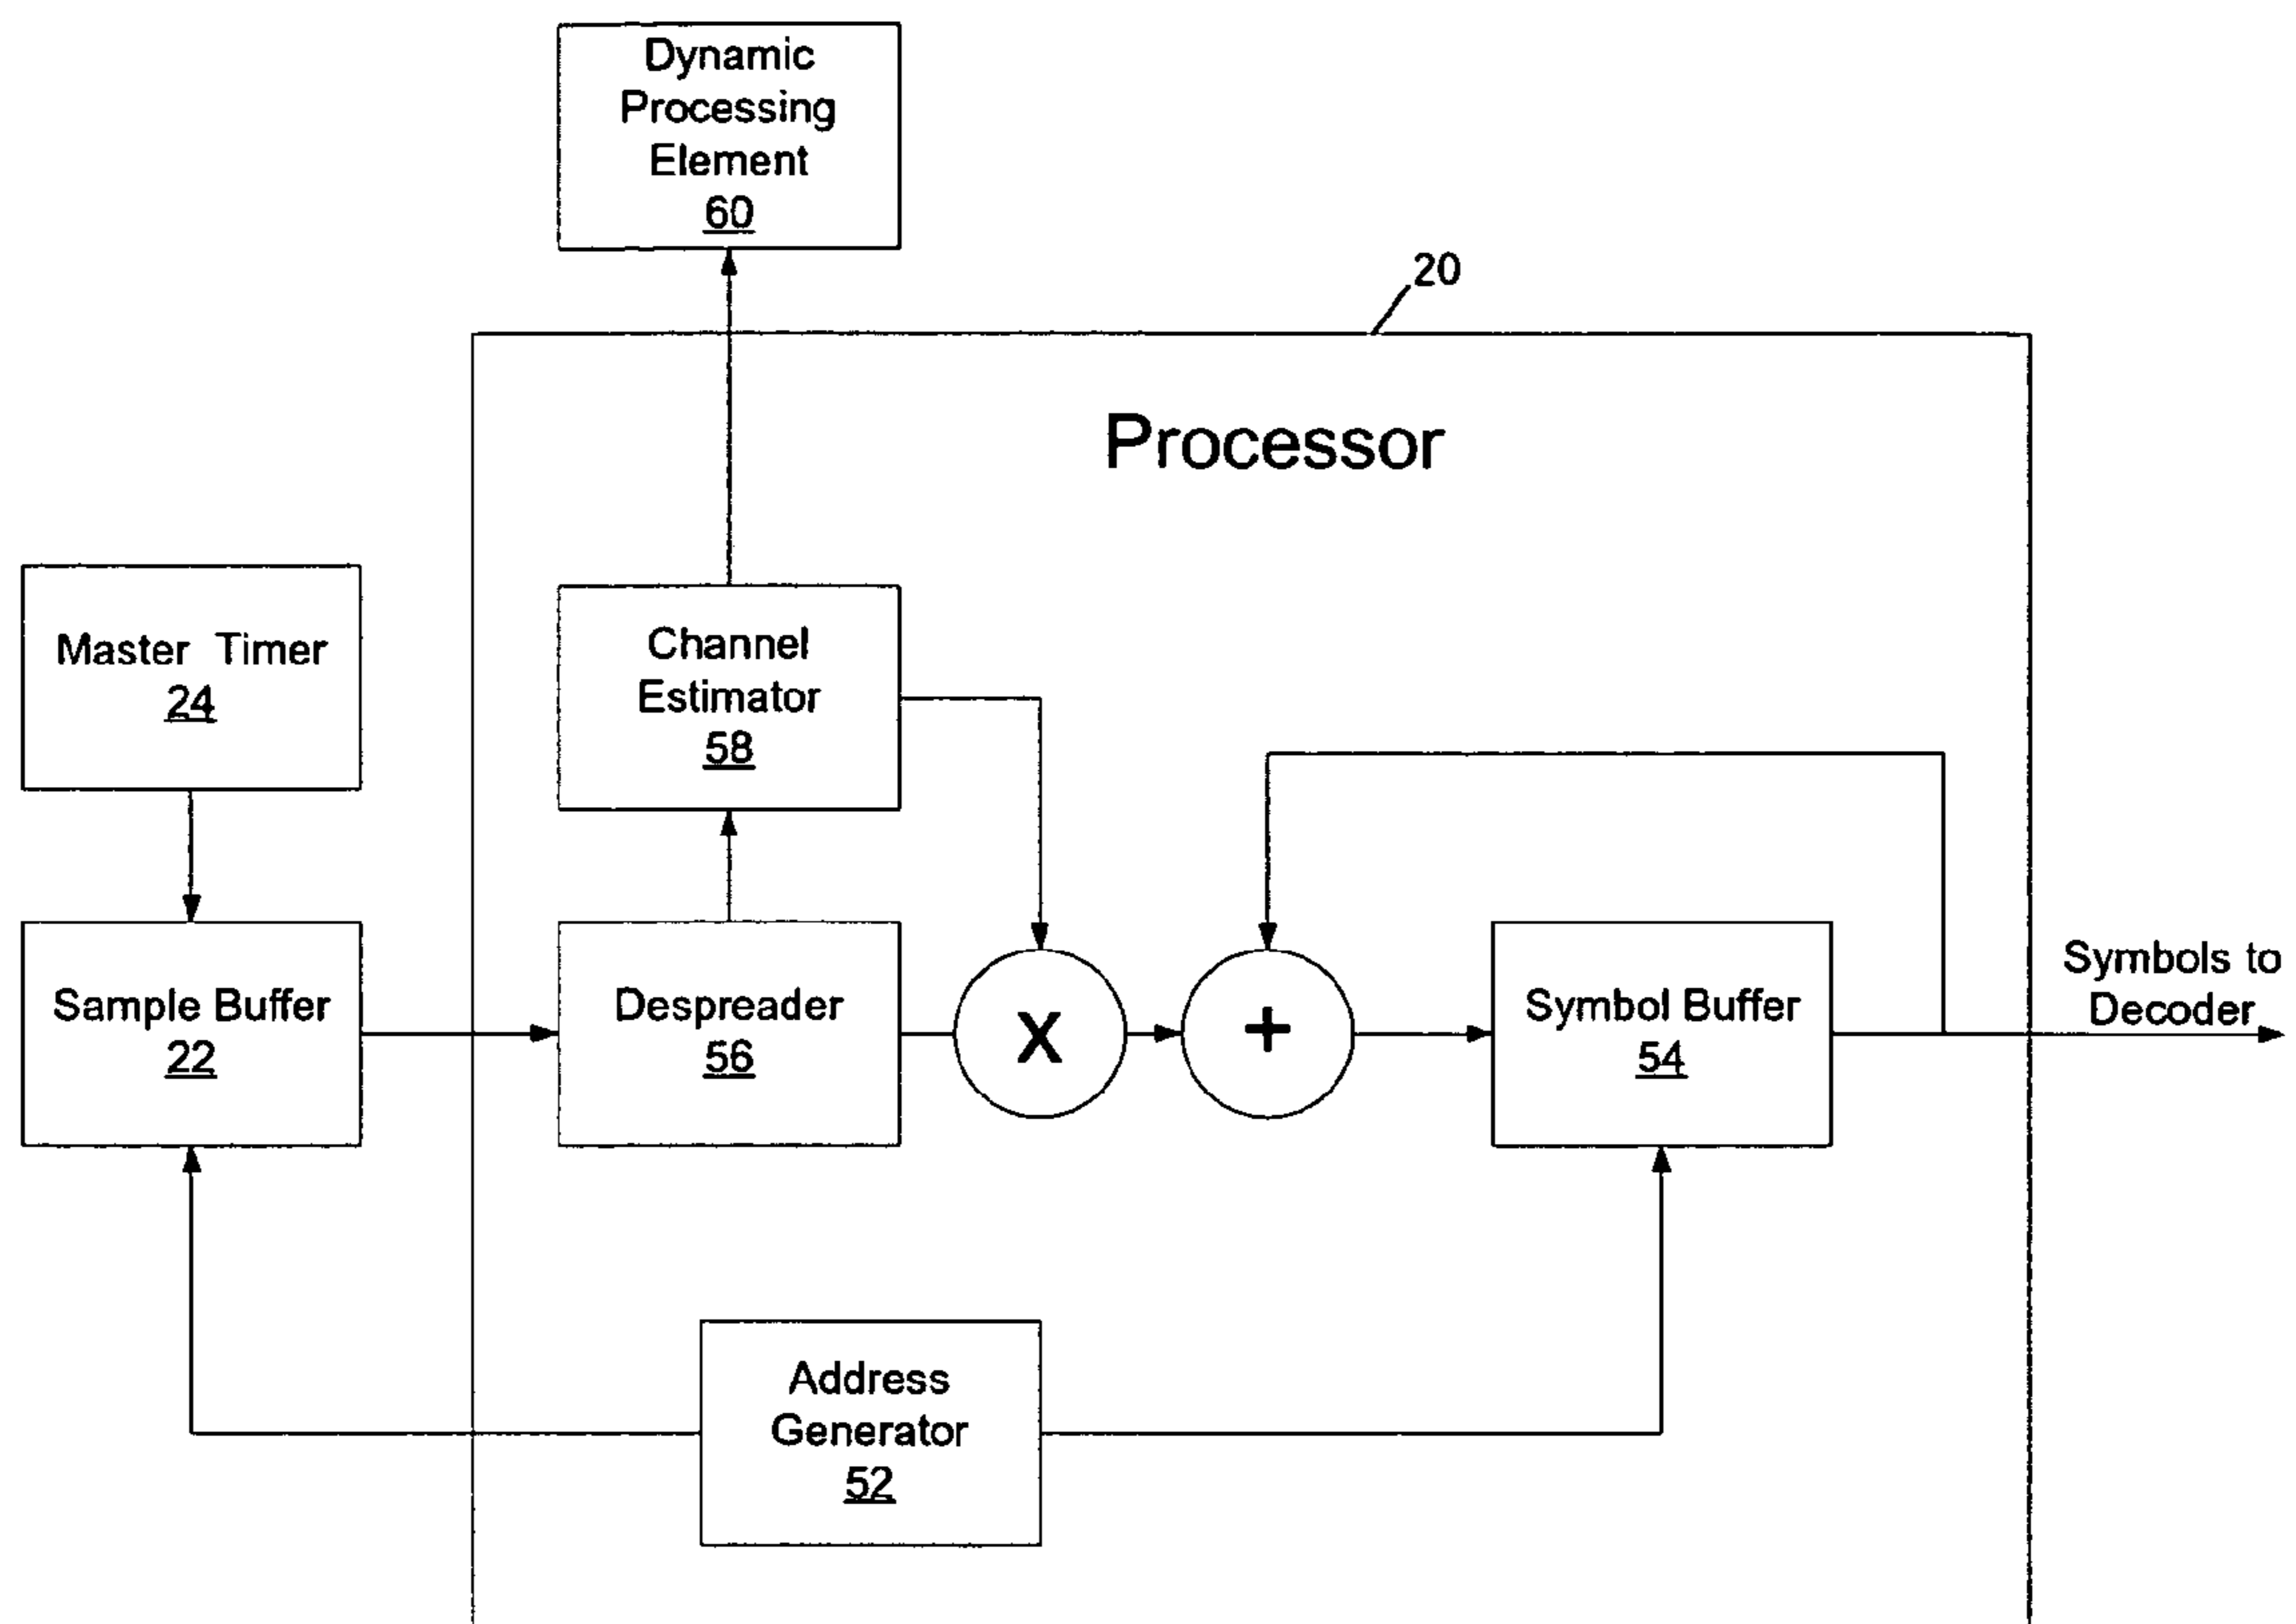 Dynamic
Processing
Element
60
20
Processor
Master Timer
24
Channel
Estimator
58
Sample Buffer
22
Despreader
56
X
+
Symbol Buffer
54
Symbols to
Decoder
Address
Generator
52